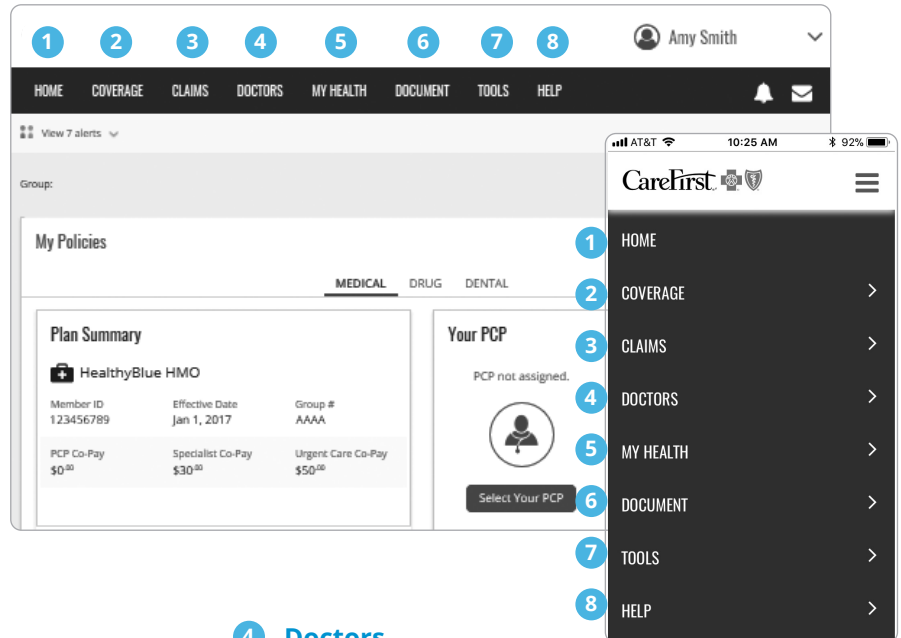 1 2 3 4 5 6 7 8
Amy Smith
HOME COVERAGE CLAIMS DOCTORS MY HEALTH DOCUMENT TOOLS HELP
View 7 alerts
Group:
My Policies
MEDICAL DRUG DENTAL
Plan Summary
HealthyBlue HMO
Member ID Effective Date Group #
123456789 Jan 1, 2017 AAAA
PCP Co-Pay Specialist Co-Pay Urgent Care Co-Pay
$0.00 $30.00 $50.00
Your PCP
PCP not assigned.
Select Your PCP
AT&T 10:25 AM 92%
CareFirst
1 HOME
2 COVERAGE
3 CLAIMS
4 DOCTORS
5 MY HEALTH
6 DOCUMENT
7 TOOLS
8 HELP
4 Doctors